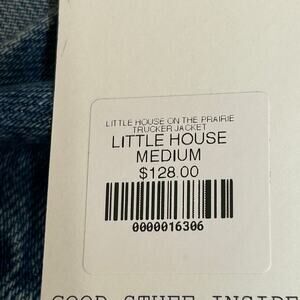 LITTLE HOUSE ON THE PRAIRIE
TRUCKER JACKET
LITTLE HOUSE
MEDIUM
$128.00
0000016306
GOOD STUFF INSIDE